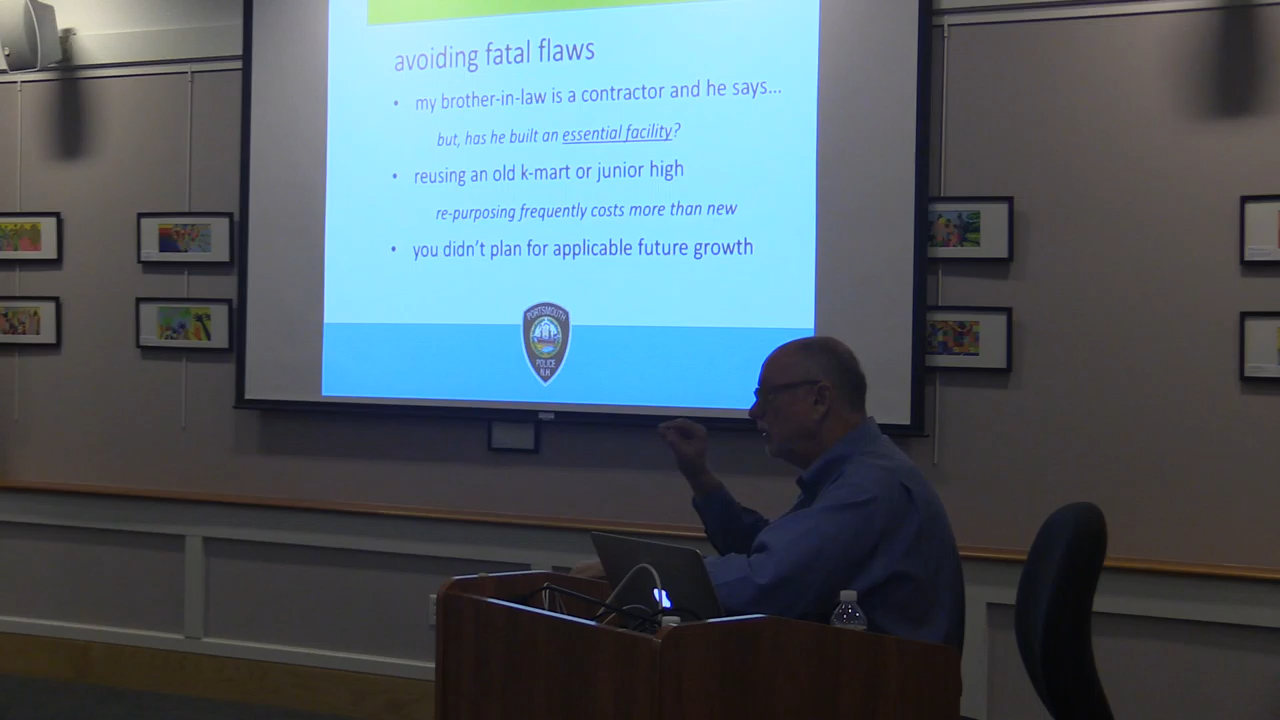 avoiding fatal flaws
• my brother-in-law is a contractor and he says...
but, has he built an essential facility?
• reusing an old k-mart or junior high
re-purposing frequently costs more than new
• you didn't plan for applicable future growth
PORTSMOUTH
POLICE
N.H.